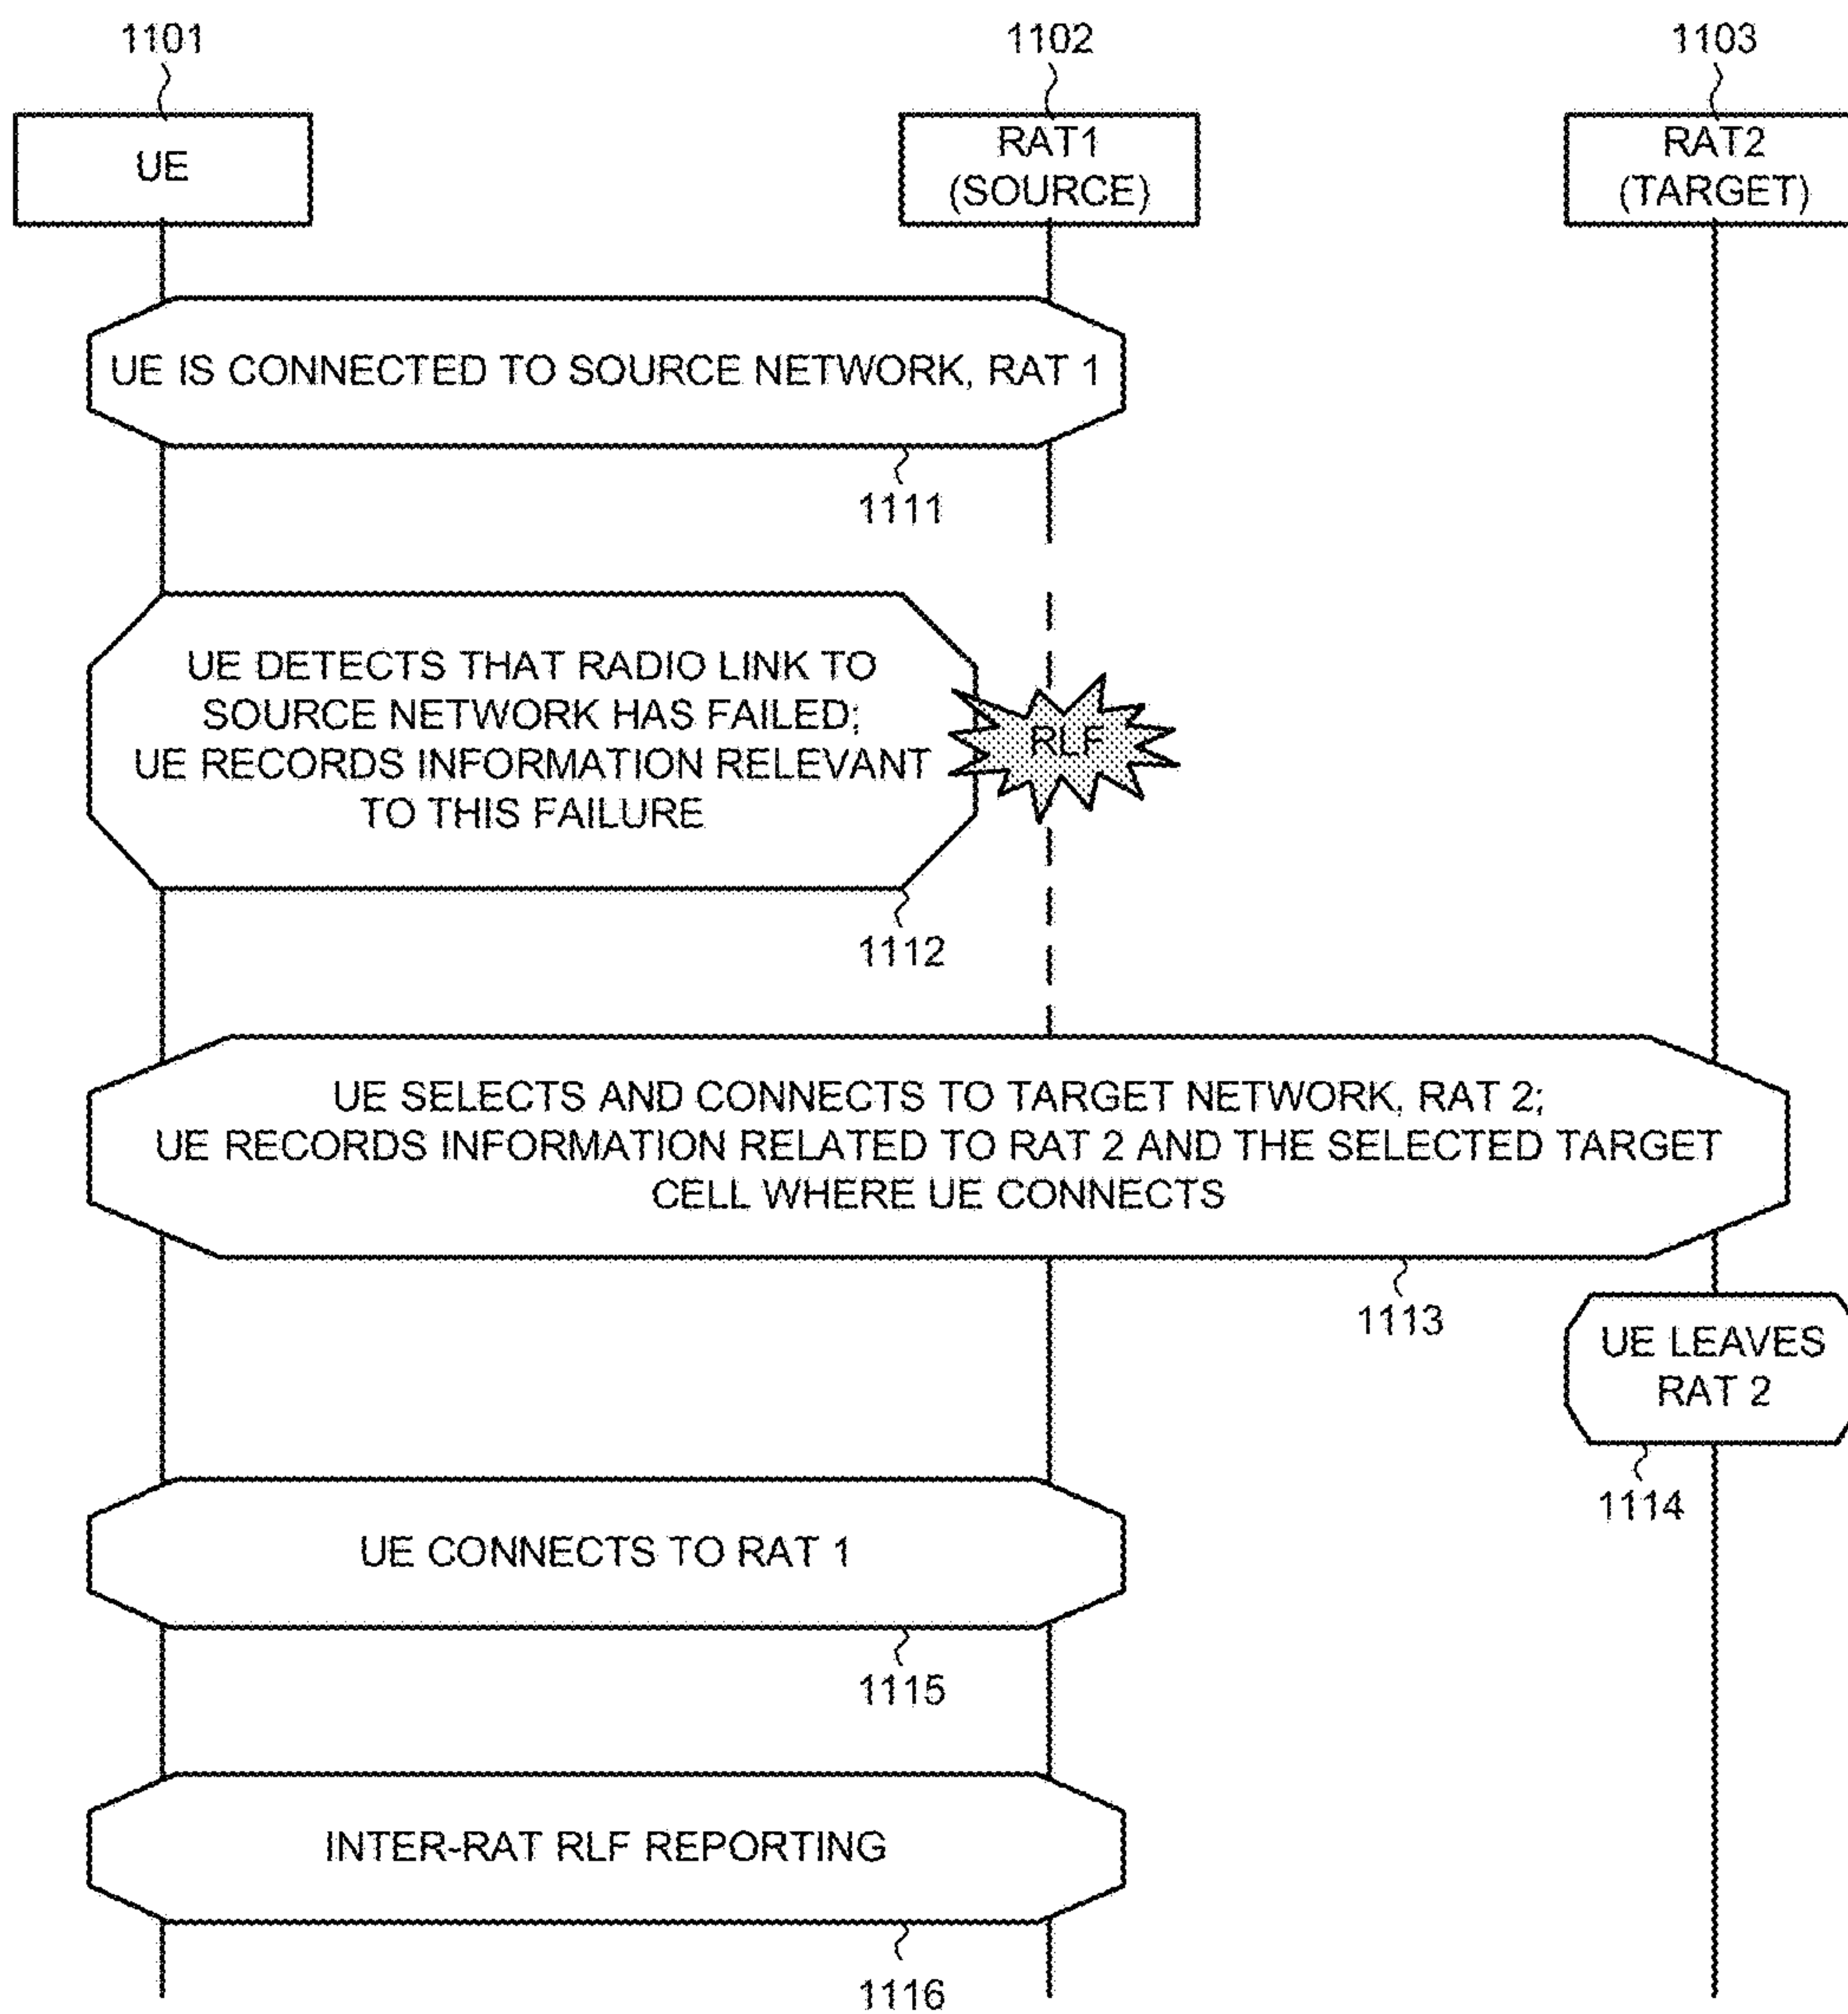 1101
1102
1103
UE
RAT1
(SOURCE)
RAT2
(TARGET)
UE IS CONNECTED TO SOURCE NETWORK, RAT 1
1111
UE DETECTS THAT RADIO LINK TO
SOURCE NETWORK HAS FAILED;
UE RECORDS INFORMATION RELEVANT
TO THIS FAILURE
RLF
1112
UE SELECTS AND CONNECTS TO TARGET NETWORK, RAT 2;
UE RECORDS INFORMATION RELATED TO RAT 2 AND THE SELECTED TARGET
CELL WHERE UE CONNECTS
1113
UE LEAVES
RAT 2
1114
UE CONNECTS TO RAT 1
1115
INTER-RAT RLF REPORTING
1116